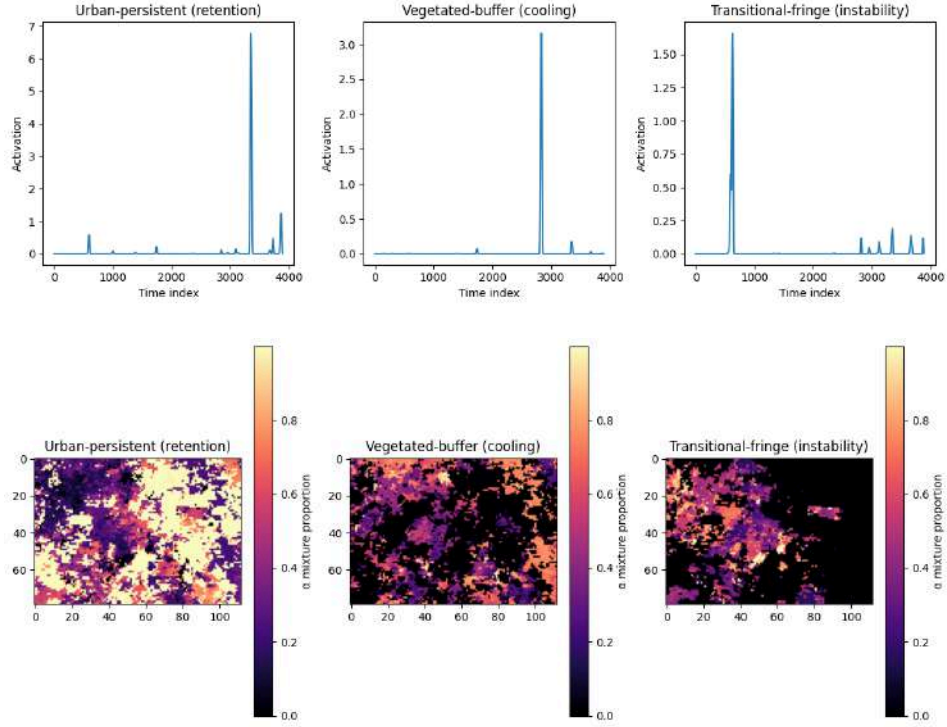 Urban-persistent (retention)
Vegetated-buffer (cooling)
Transitional-fringe (instability)
7
6
5
4
3
2
1
0
Activation
0 1000 2000 3000 4000
Time index
3.0
2.5
2.0
1.5
1.0
0.5
0.0
Activation
0 1000 2000 3000 4000
Time index
1.50
1.25
1.00
0.75
0.50
0.25
0.00
Activation
0 1000 2000 3000 4000
Time index
Urban-persistent (retention)
0
20
40
60
0 20 40 60 80 100
0.8
0.6
0.4
0.2
0.0
α mixture proportion
Vegetated-buffer (cooling)
0
20
40
60
0 20 40 60 80 100
0.8
0.6
0.4
0.2
0.0
α mixture proportion
Transitional-fringe (instability)
0
20
40
60
0 20 40 60 80 100
0.8
0.6
0.4
0.2
0.0
α mixture proportion